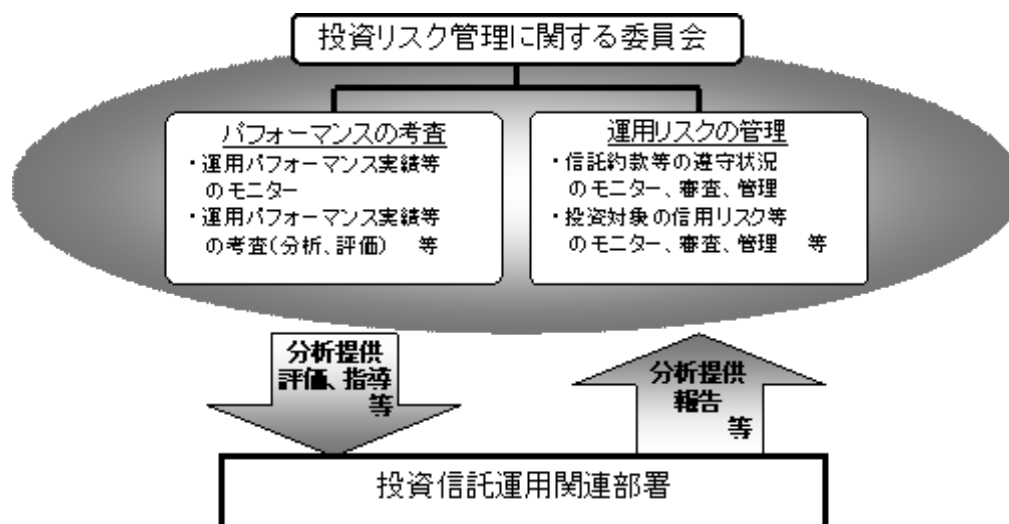 投資リスク管理に関する委員会
パフォーマンスの考査
・運用パフォーマンス実績等
のモニター
・運用パフォーマンス実績等
の考査(分析、評価) 等
運用リスクの管理
・信託約款等の遵守状況
のモニター、審査、管理
・投資対象の信用リスク等
のモニター、審査、管理 等
分析提供
評価、指導
等
分析提供
報告
等
投資信託運用関連部署